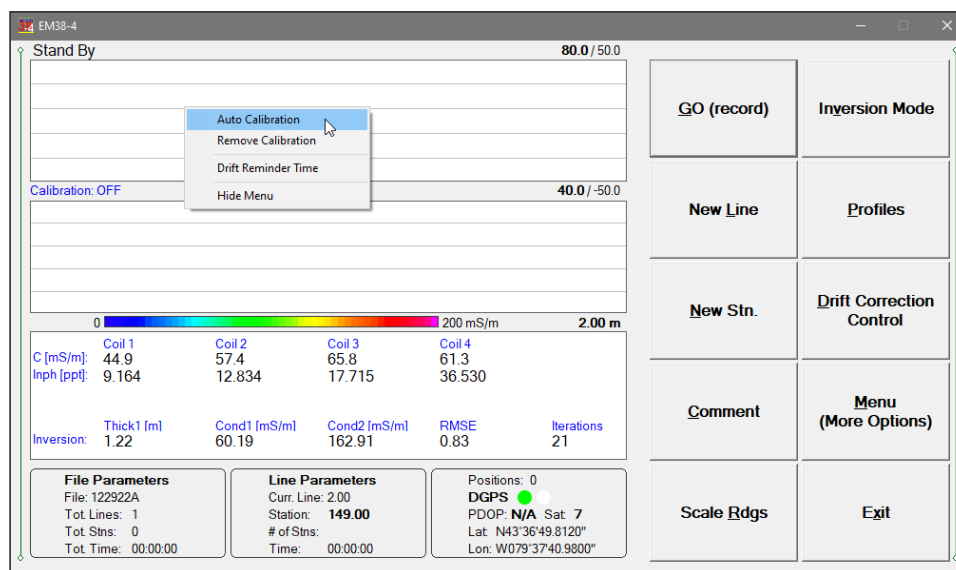 EM38-4
Stand By 80.0 / 50.0
Auto Calibration
Remove Calibration
Drift Reminder Time
Hide Menu
Calibration: OFF 40.0 / -50.0
0 200 mS/m 2.00 m
Coil 1 Coil 2 Coil 3 Coil 4
C [mS/m]: 44.9 57.4 65.8 61.3
Inph [ppt]: 9.164 12.834 17.715 36.530
Thick1 [m] Cond1 [mS/m] Cond2 [mS/m] RMSE Iterations
Inversion: 1.22 60.19 162.91 0.83 21
File Parameters
File: 122922A
Tot. Lines: 1
Tot. Stns: 0
Tot. Time: 00:00:00
Line Parameters
Curr. Line: 2.00
Station: 149.00
# of Stns:
Time: 00:00:00
Positions: 0
DGPS
PDOP: N/A Sat: 7
Lat: N43°36'49.8120"
Lon: W079°37'40.9800"
GO (record)
Inversion Mode
New Line
Profiles
New Stn.
Drift Correction
Control
Comment
Menu
(More Options)
Scale Rdgs
Exit